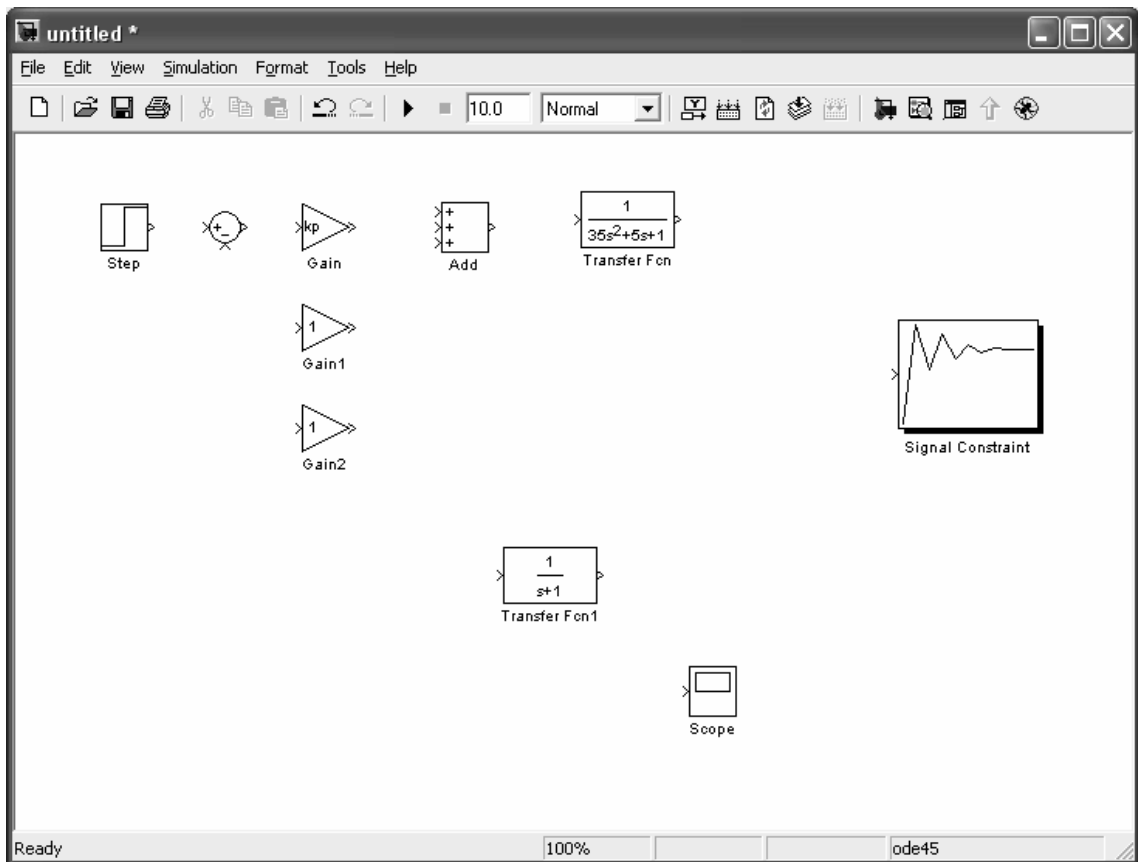 untitled *
File Edit View Simulation Format Tools Help
10.0 Normal
+ - kp + + +
1
35s²+5s+1
Step Gain Add Transfer Fcn
1
Gain1
1
Gain2
Signal Constraint
1
s+1
Transfer Fcn1
Scope
Ready 100% ode45